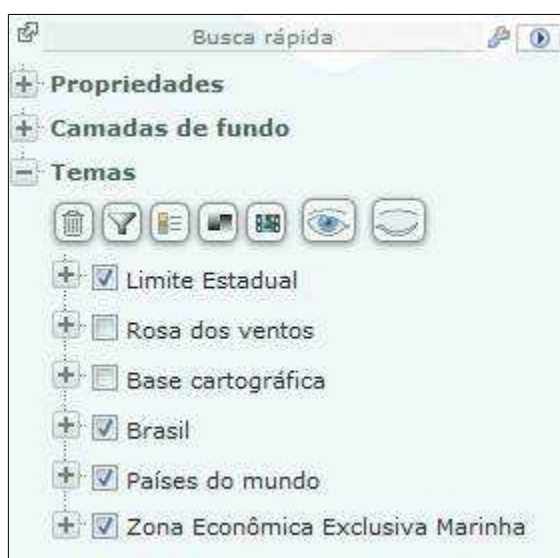 Busca rápida
Propriedades
Camadas de fundo
Temas
Limite Estadual
Rosa dos ventos
Base cartográfica
Brasil
Países do mundo
Zona Econômica Exclusiva Marinha